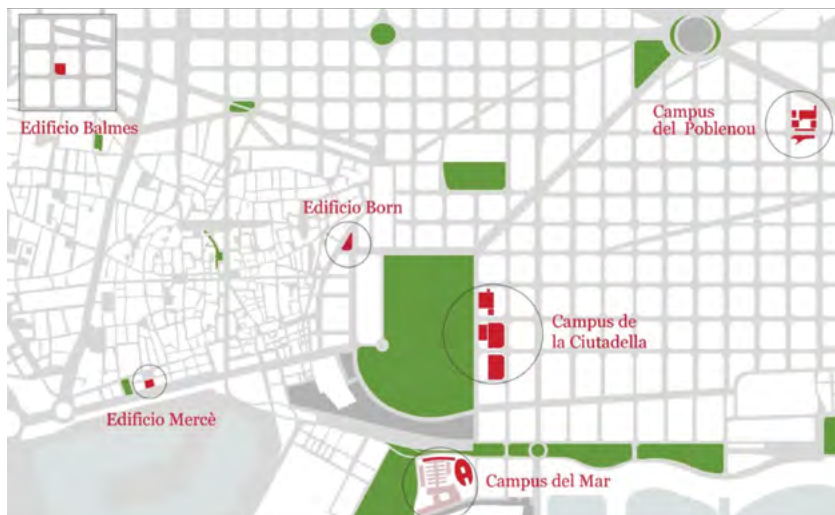 Edificio Balmes
Campus
del Poblenou
Edificio Born
Campus de
la Ciutadella
Edificio Mercè
Campus del Mar